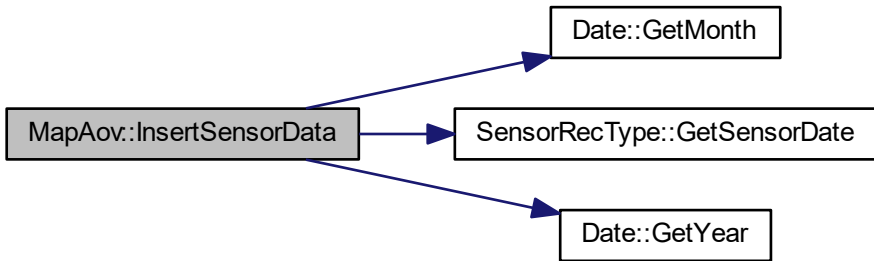 Date::GetMonth
MapAov::InsertSensorData
SensorRecType::GetSensorDate
Date::GetYear